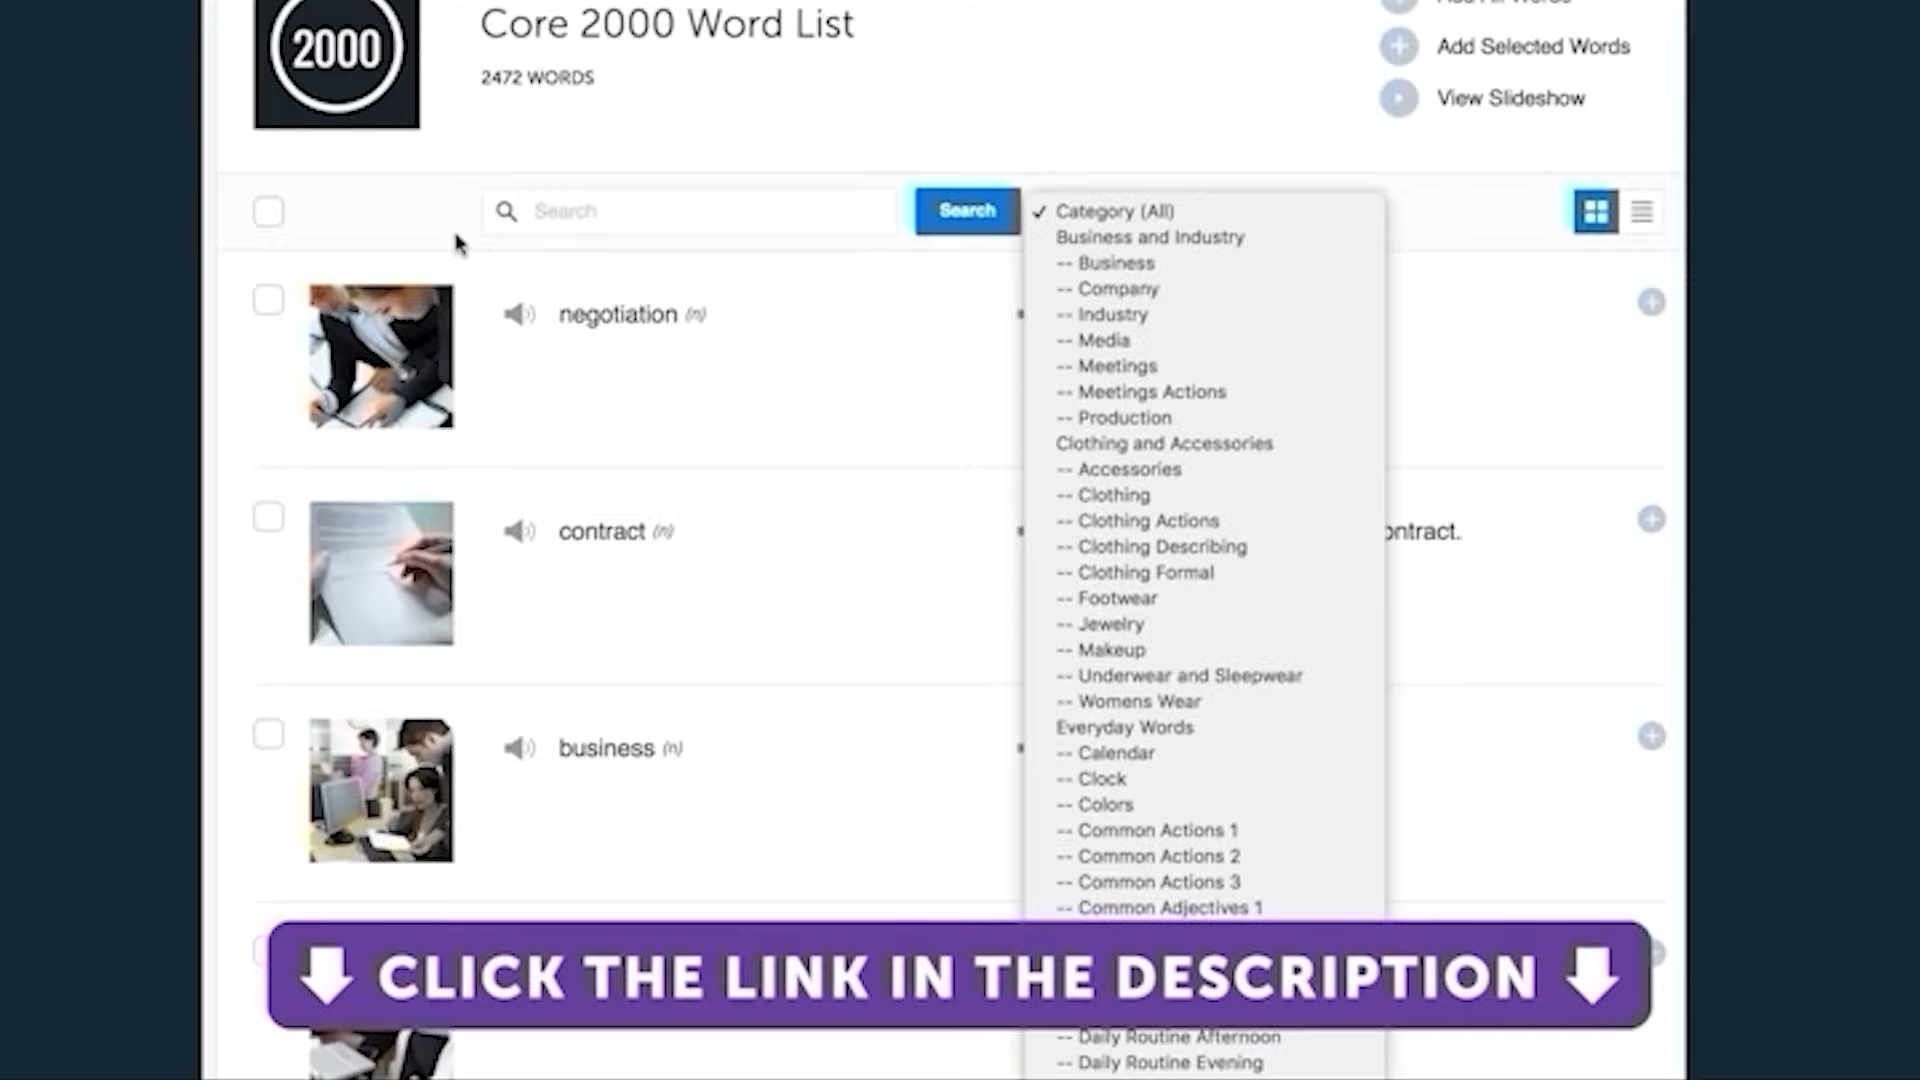 2000
Core 2000 Word List
2472 WORDS
Add All Words
Add Selected Words
View Slideshow
Search
Search
✓ Category (All)
Business and Industry
-- Business
-- Company
-- Industry
-- Media
-- Meetings
-- Meetings Actions
-- Production
Clothing and Accessories
-- Accessories
-- Clothing
-- Clothing Actions
-- Clothing Describing
-- Clothing Formal
-- Footwear
-- Jewelry
-- Makeup
-- Underwear and Sleepwear
-- Womens Wear
Everyday Words
-- Calendar
-- Clock
-- Colors
-- Common Actions 1
-- Common Actions 2
-- Common Actions 3
-- Common Adjectives 1
-- Daily Routine Afternoon
-- Daily Routine Evening
negotiation (n)
contract (n)
ontract.
business (n)
CLICK THE LINK IN THE DESCRIPTION